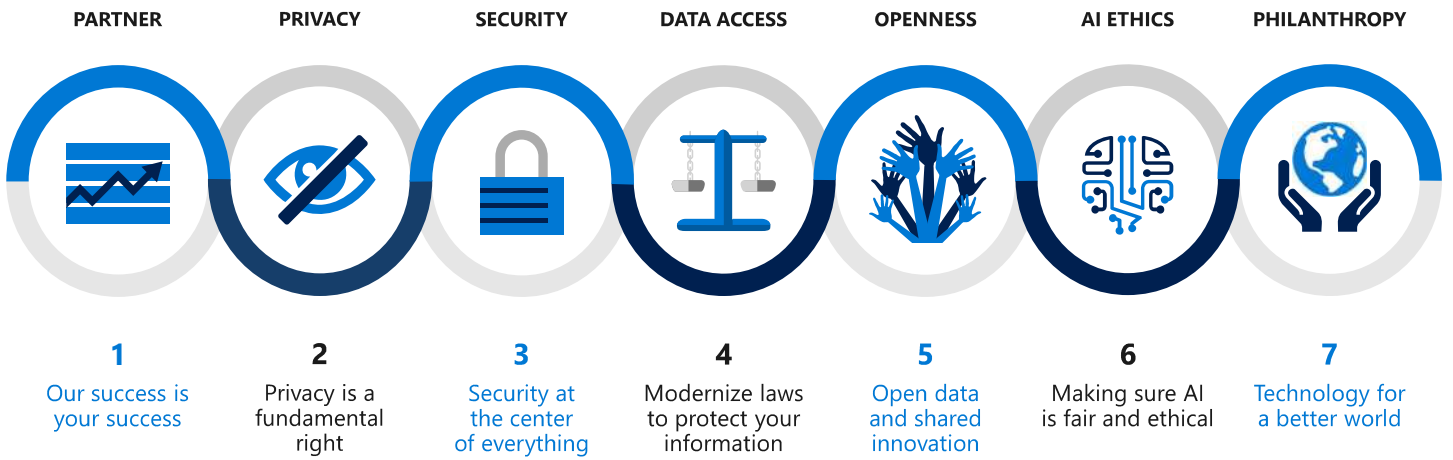 PARTNER
PRIVACY
SECURITY
DATA ACCESS
OPENNESS
AI ETHICS
PHILANTHROPY
1
Our success is
your success
2
Privacy is a
fundamental
right
3
Security at
the center
of everything
4
Modernize laws
to protect your
information
5
Open data
and shared
innovation
6
Making sure AI
is fair and ethical
7
Technology for
a better world